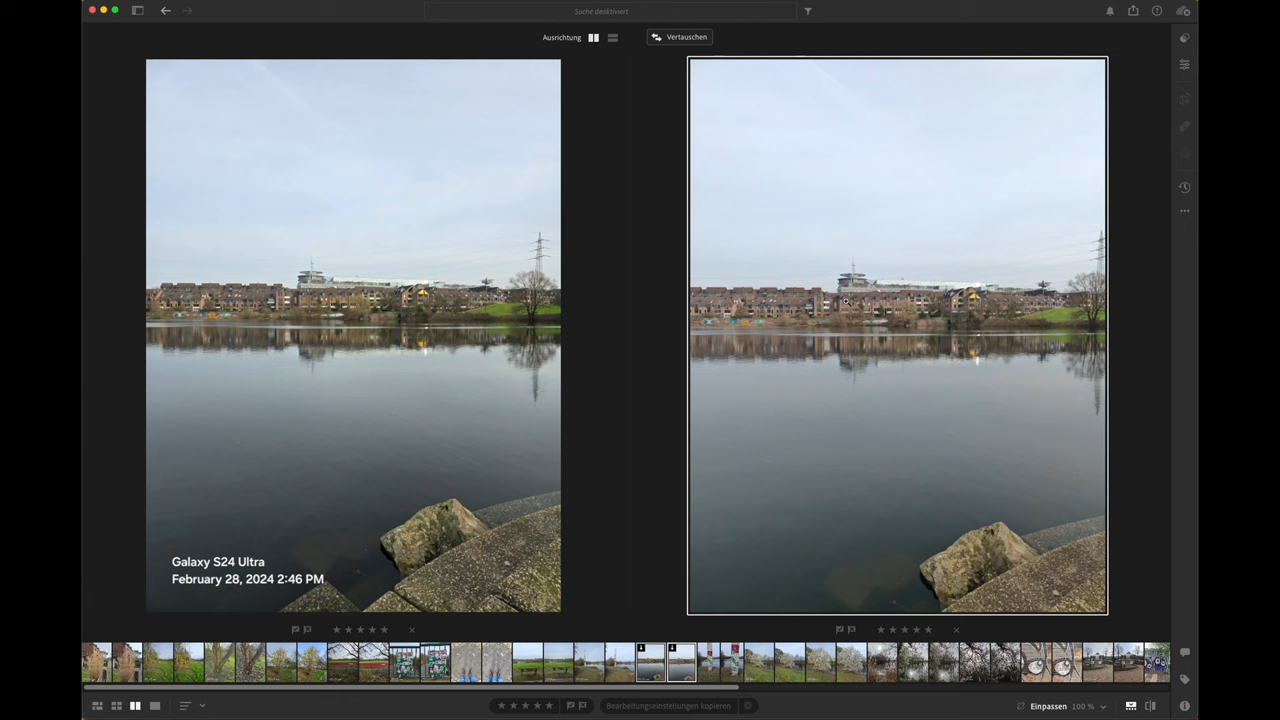 Suche deaktiviert
Ausrichtung
Vertauschen
Galaxy S24 Ultra
February 28, 2024 2:46 PM
Bearbeitungseinstellungen kopieren
Einpassen 100 %